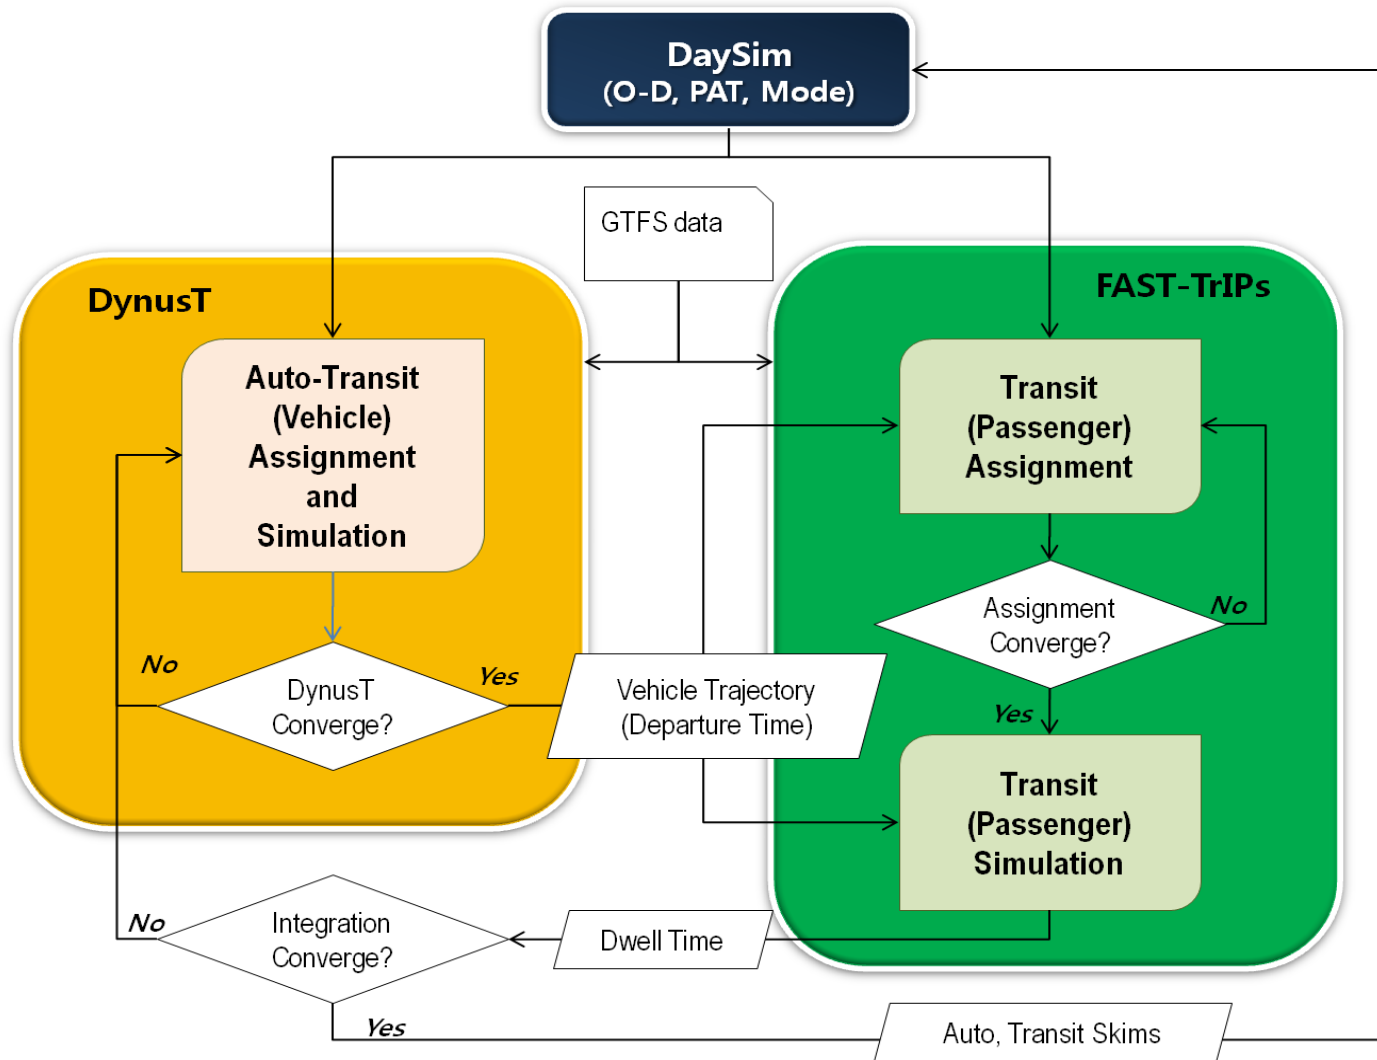 DaySim
(O-D, PAT, Mode)
GTFS data
DynusT
FAST-TrIPs
Auto-Transit
(Vehicle)
Assignment
and
Simulation
Transit
(Passenger)
Assignment
Assignment
Converge?
No
No
Yes
DynusT
Converge?
Vehicle Trajectory
(Departure Time)
Yes
Transit
(Passenger)
Simulation
No
Integration
Converge?
Dwell Time
Yes
Auto, Transit Skims